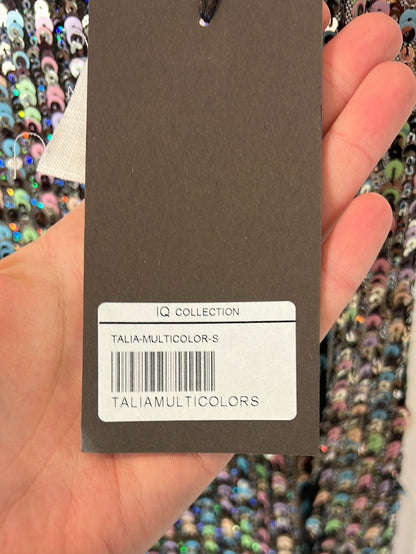 IQ COLLECTION
TALIA-MULTICOLOR-S
TALIAMULTICOLORS